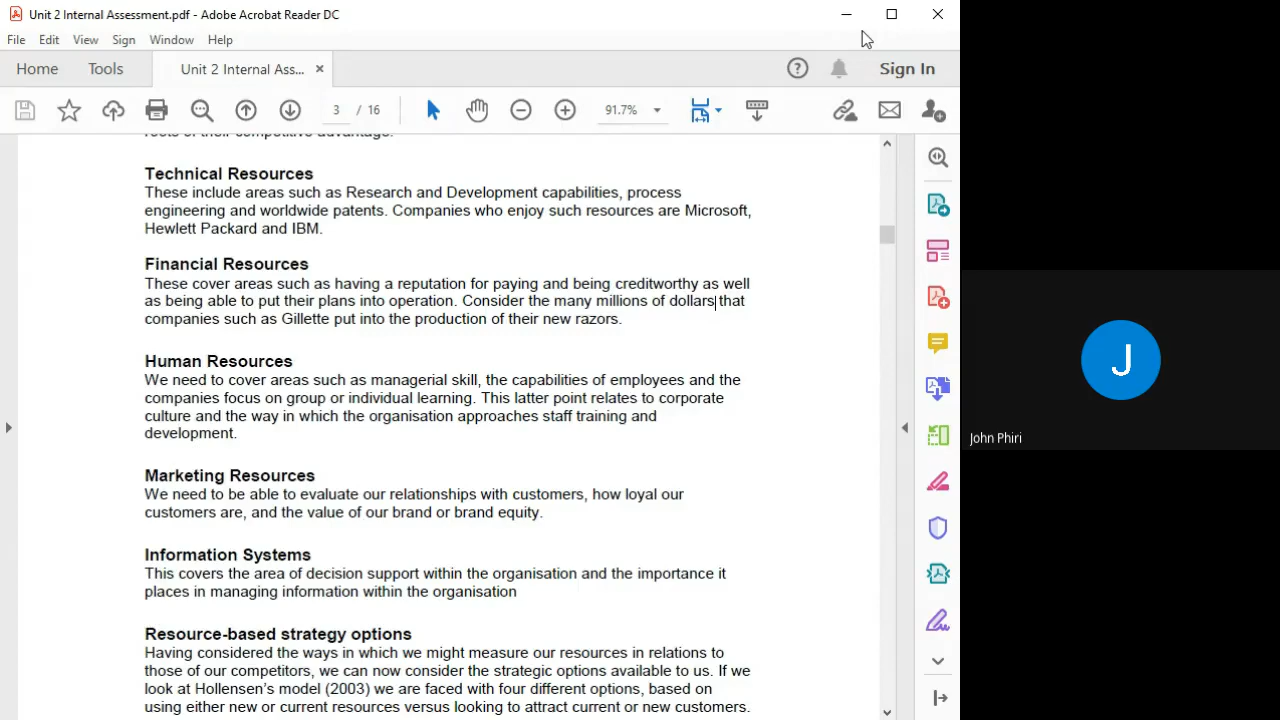 Unit 2 Internal Assessment.pdf - Adobe Acrobat Reader DC
File Edit View Sign Window Help
Home Tools Unit 2 Internal Ass... × Sign In
3 / 16 91.7%
roots of their competitive advantage.
Technical Resources
These include areas such as Research and Development capabilities, process
engineering and worldwide patents. Companies who enjoy such resources are Microsoft,
Hewlett Packard and IBM.
Financial Resources
These cover areas such as having a reputation for paying and being creditworthy as well
as being able to put their plans into operation. Consider the many millions of dollars that
companies such as Gillette put into the production of their new razors.
Human Resources
We need to cover areas such as managerial skill, the capabilities of employees and the
companies focus on group or individual learning. This latter point relates to corporate
culture and the way in which the organisation approaches staff training and
development.
Marketing Resources
We need to be able to evaluate our relationships with customers, how loyal our
customers are, and the value of our brand or brand equity.
Information Systems
This covers the area of decision support within the organisation and the importance it
places in managing information within the organisation
Resource-based strategy options
Having considered the ways in which we might measure our resources in relations to
those of our competitors, we can now consider the strategic options available to us. If we
look at Hollensen's model (2003) we are faced with four different options, based on
using either new or current resources versus looking to attract current or new customers.
J
John Phiri